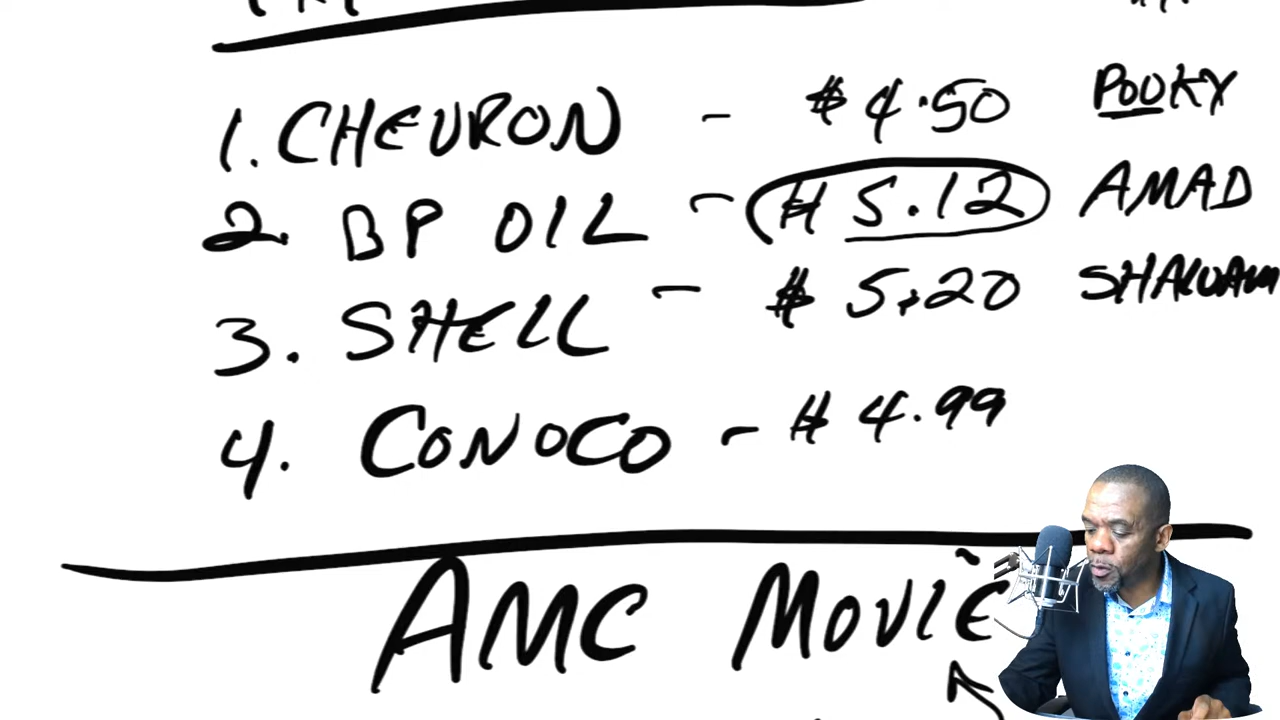 1. CHEVRON - $4.50 POOKY
2. BP OIL - $5.12 AMAD
3. SHELL - $5.20
4. CONOCO - $4.99
AMC MOVIE